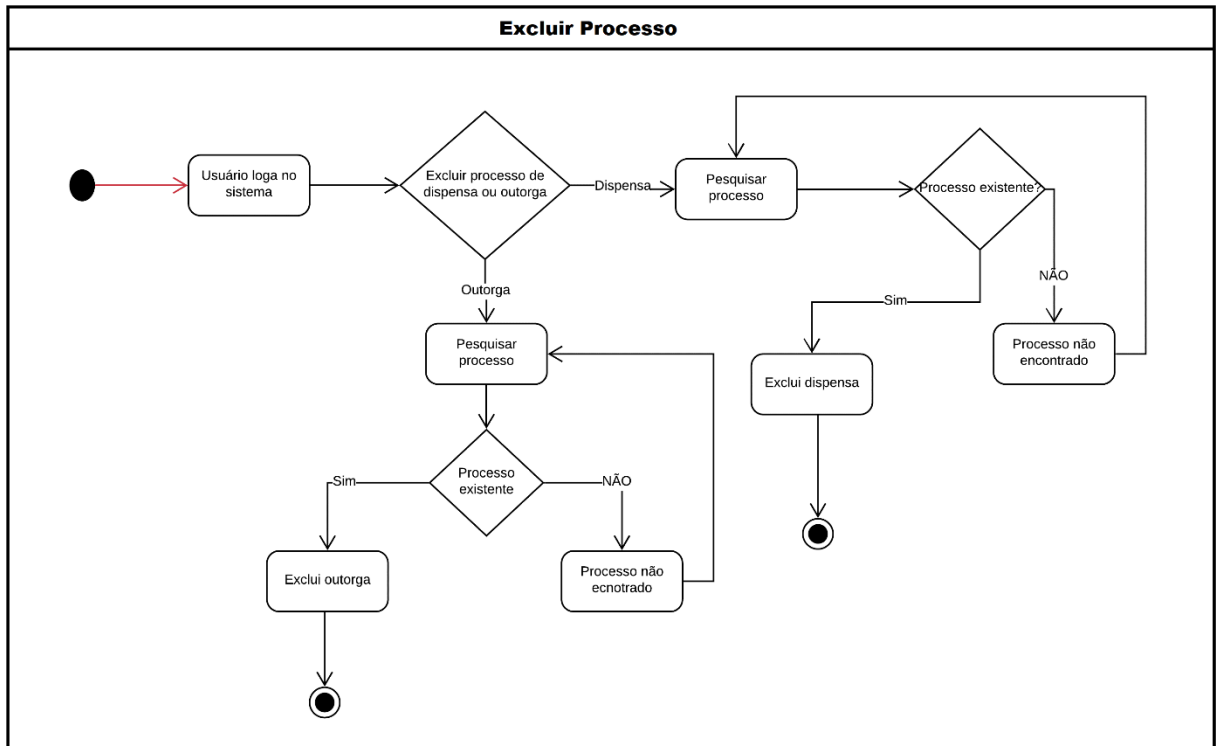 Excluir Processo
Usuário loga no
sistema
Excluir processo de
dispensa ou outorga
Dispensa
Pesquisar
processo
Processo existente?
NÃO
Sim
Processo não
encontrado
Exclui dispensa
Outorga
Pesquisar
processo
Processo
existente
Sim
NÃO
Exclui outorga
Processo não
ecnotrado